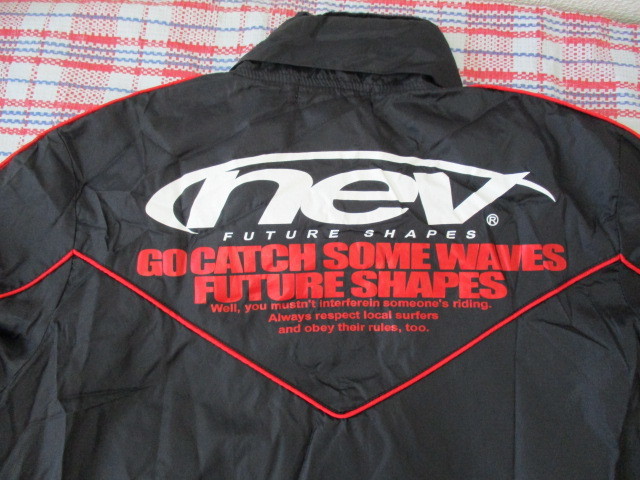 nev®
FUTURE SHAPES
GO CATCH SOME WAVES
FUTURE SHAPES
Well, you mustn't interferein someone's riding.
Always respect local surfers
and obey their rules, too.